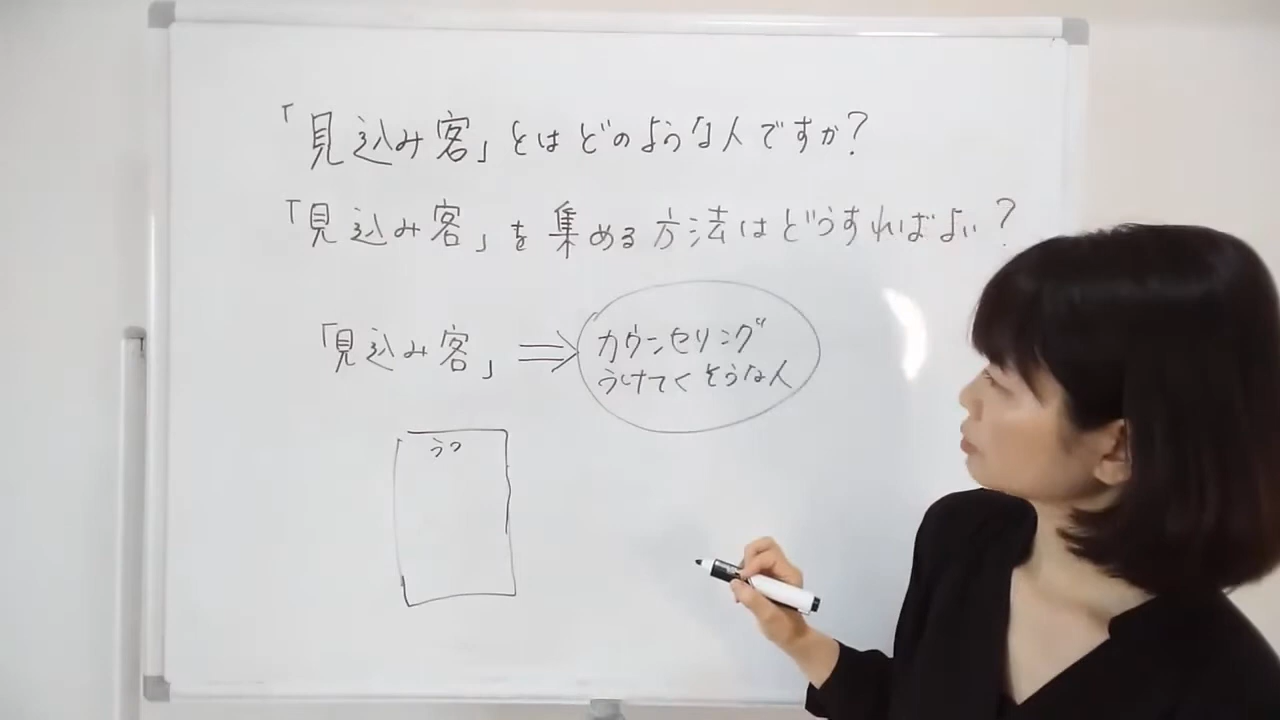 「見込み客」とはどのような人ですか?
「見込み客」を集める方法はどうすればよい?
「見込み客」⇒
カウンセリング
うけてくそうな人
うつ